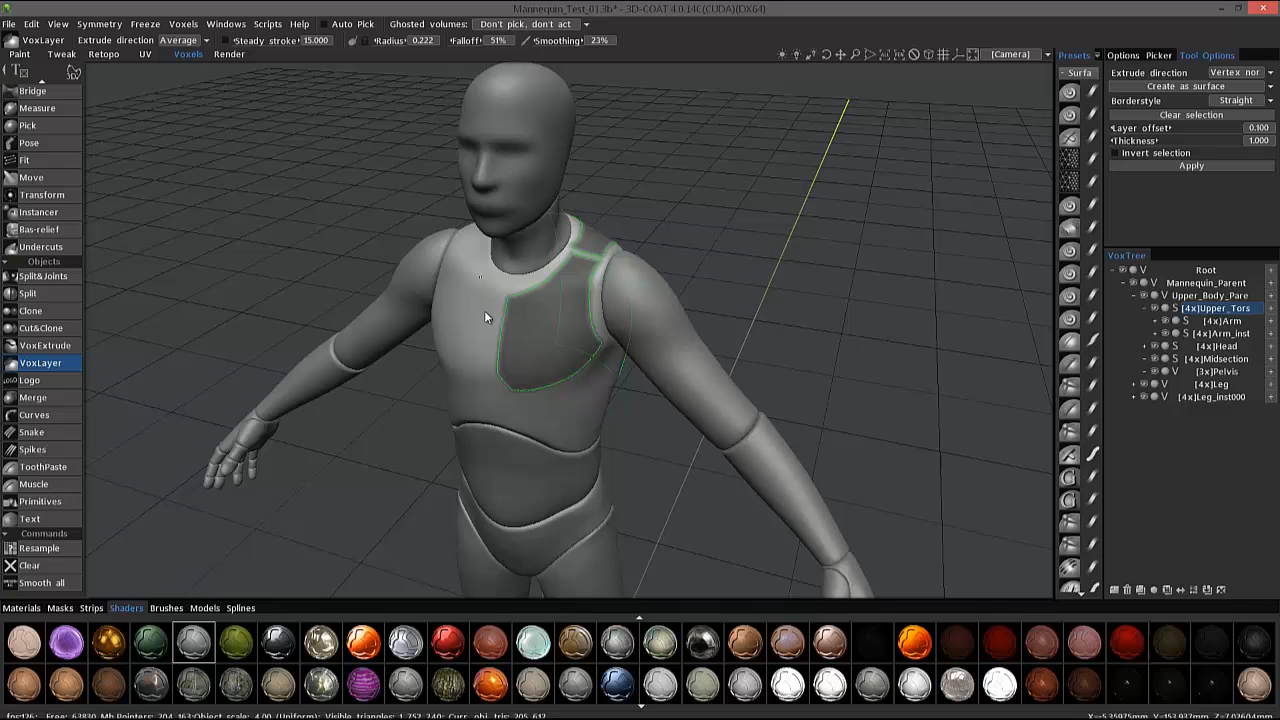 Mannequin_Test_01.3b* - 3D-COAT 4.0.14C(CUDA)(DX64)
File Edit View Symmetry Freeze Voxels Windows Scripts Help Auto Pick Ghosted volumes: Don't pick, don't act
VoxLayer Extrude direction Average Steady stroke 15.000 Radius 0.222 Falloff 51% Smoothing 23%
Paint Tweak Retopo UV Voxels Render [Camera]
Bridge
Measure
Pick
Pose
Fit
Move
Transform
Instancer
Bas-relief
Undercuts
Objects
Split&Joints
Split
Clone
Cut&Clone
VoxExtrude
VoxLayer
Logo
Merge
Curves
Snake
Spikes
ToothPaste
Muscle
Primitives
Text
Commands
Resample
Clear
Smooth all
Presets
Surfa
Options Picker Tool Options
Extrude direction Vertex nor
Create as surface
Borderstyle Straight
Clear selection
Layer offset 0.100
Thickness 1.000
Invert selection
Apply
VoxTree
Root
V Mannequin_Parent
V Upper_Body_Pare
S [4x]Upper_Tors
S [4x]Arm
S [4x]Arm_inst
S [4x]Head
S [4x]Midsection
V [3x]Pelvis
V [4x]Leg
V [4x]Leg_inst000
Materials Masks Strips Shaders Brushes Models Splines